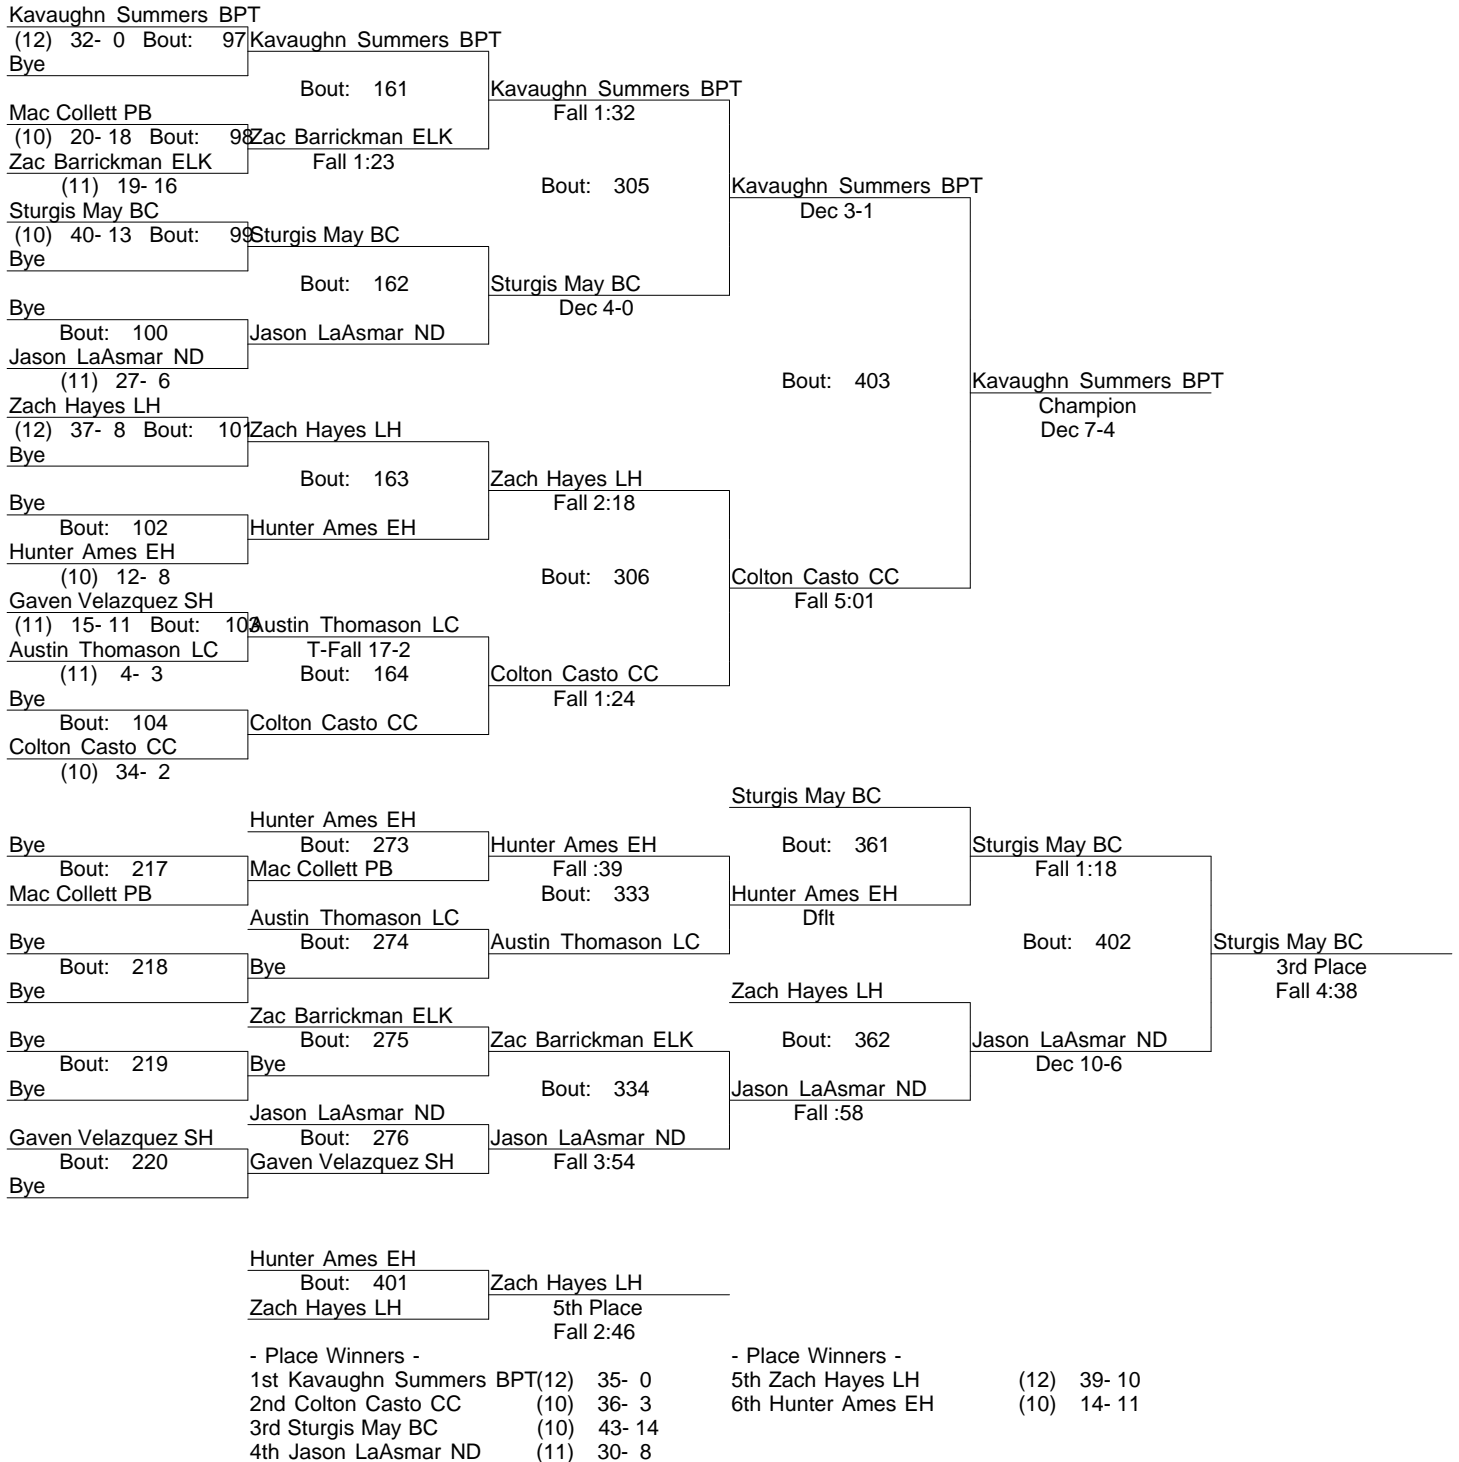 Kavaughn Summers BPT
(12) 32- 0 Bout: 97 Kavaughn Summers BPT
Bye
Bout: 161 Kavaughn Summers BPT
Mac Collett PB Fall 1:32
(10) 20- 18 Bout: 98 Zac Barrickman ELK
Zac Barrickman ELK Fall 1:23
(11) 19- 16 Bout: 305 Kavaughn Summers BPT
Sturgis May BC Dec 3-1
(10) 40- 13 Bout: 99 Sturgis May BC
Bye
Bout: 162 Sturgis May BC
Bye Dec 4-0
Bout: 100 Jason LaAsmar ND
Jason LaAsmar ND
(11) 27- 6 Bout: 403 Kavaughn Summers BPT
Zach Hayes LH Champion
(12) 37- 8 Bout: 101 Zach Hayes LH Dec 7-4
Bye
Bout: 163 Zach Hayes LH
Bye Fall 2:18
Bout: 102 Hunter Ames EH
Hunter Ames EH
(10) 12- 8 Bout: 306 Colton Casto CC
Gaven Velazquez SH Fall 5:01
(11) 15- 11 Bout: 103 Austin Thomason LC
Austin Thomason LC T-Fall 17-2
(11) 4- 3 Bout: 164 Colton Casto CC
Bye Fall 1:24
Bout: 104 Colton Casto CC
Colton Casto CC
(10) 34- 2
Sturgis May BC
Hunter Ames EH
Bye Bout: 273 Hunter Ames EH Bout: 361 Sturgis May BC
Bout: 217 Mac Collett PB Fall :39 Fall 1:18
Mac Collett PB Bout: 333 Hunter Ames EH
Austin Thomason LC Dflt
Bye Bout: 274 Austin Thomason LC Bout: 402 Sturgis May BC
Bout: 218 Bye 3rd Place
Bye Zach Hayes LH Fall 4:38
Zac Barrickman ELK
Bye Bout: 275 Zac Barrickman ELK Bout: 362 Jason LaAsmar ND
Bout: 219 Bye Dec 10-6
Bye Bout: 334 Jason LaAsmar ND
Jason LaAsmar ND Fall :58
Gaven Velazquez SH Bout: 276 Jason LaAsmar ND
Bout: 220 Gaven Velazquez SH Fall 3:54
Bye
Hunter Ames EH
Bout: 401 Zach Hayes LH
Zach Hayes LH 5th Place
Fall 2:46
- Place Winners - - Place Winners -
1st Kavaughn Summers BPT(12) 35- 0 5th Zach Hayes LH (12) 39- 10
2nd Colton Casto CC (10) 36- 3 6th Hunter Ames EH (10) 14- 11
3rd Sturgis May BC (10) 43- 14
4th Jason LaAsmar ND (11) 30- 8